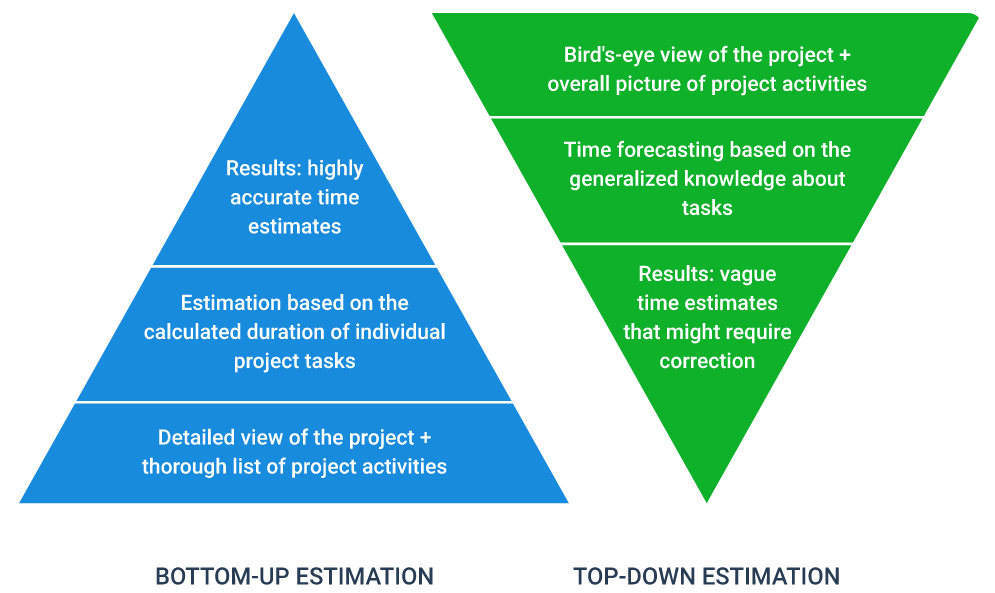 Results: highly
accurate time
estimates
Estimation based on the
calculated duration of individual
project tasks
Detailed view of the project +
thorough list of project activities
BOTTOM-UP ESTIMATION
Bird's-eye view of the project +
overall picture of project activities
Time forecasting based on the
generalized knowledge about
tasks
Results: vague
time estimates
that might require
correction
TOP-DOWN ESTIMATION